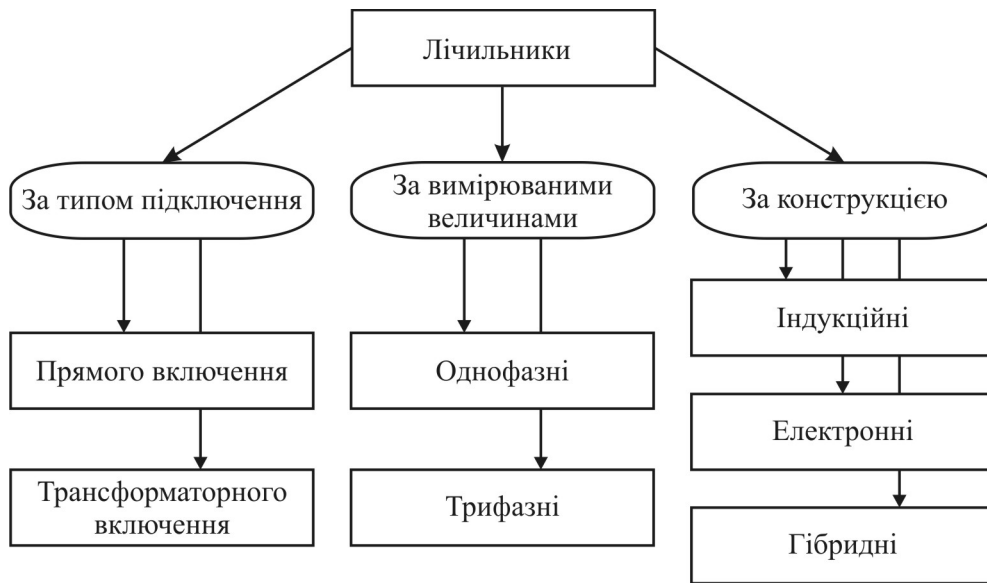 Лічильники
За типом підключення
За вимірюваними
величинами
За конструкцією
Прямого включення
Трансформаторного
включення
Однофазні
Трифазні
Індукційні
Електронні
Гібридні